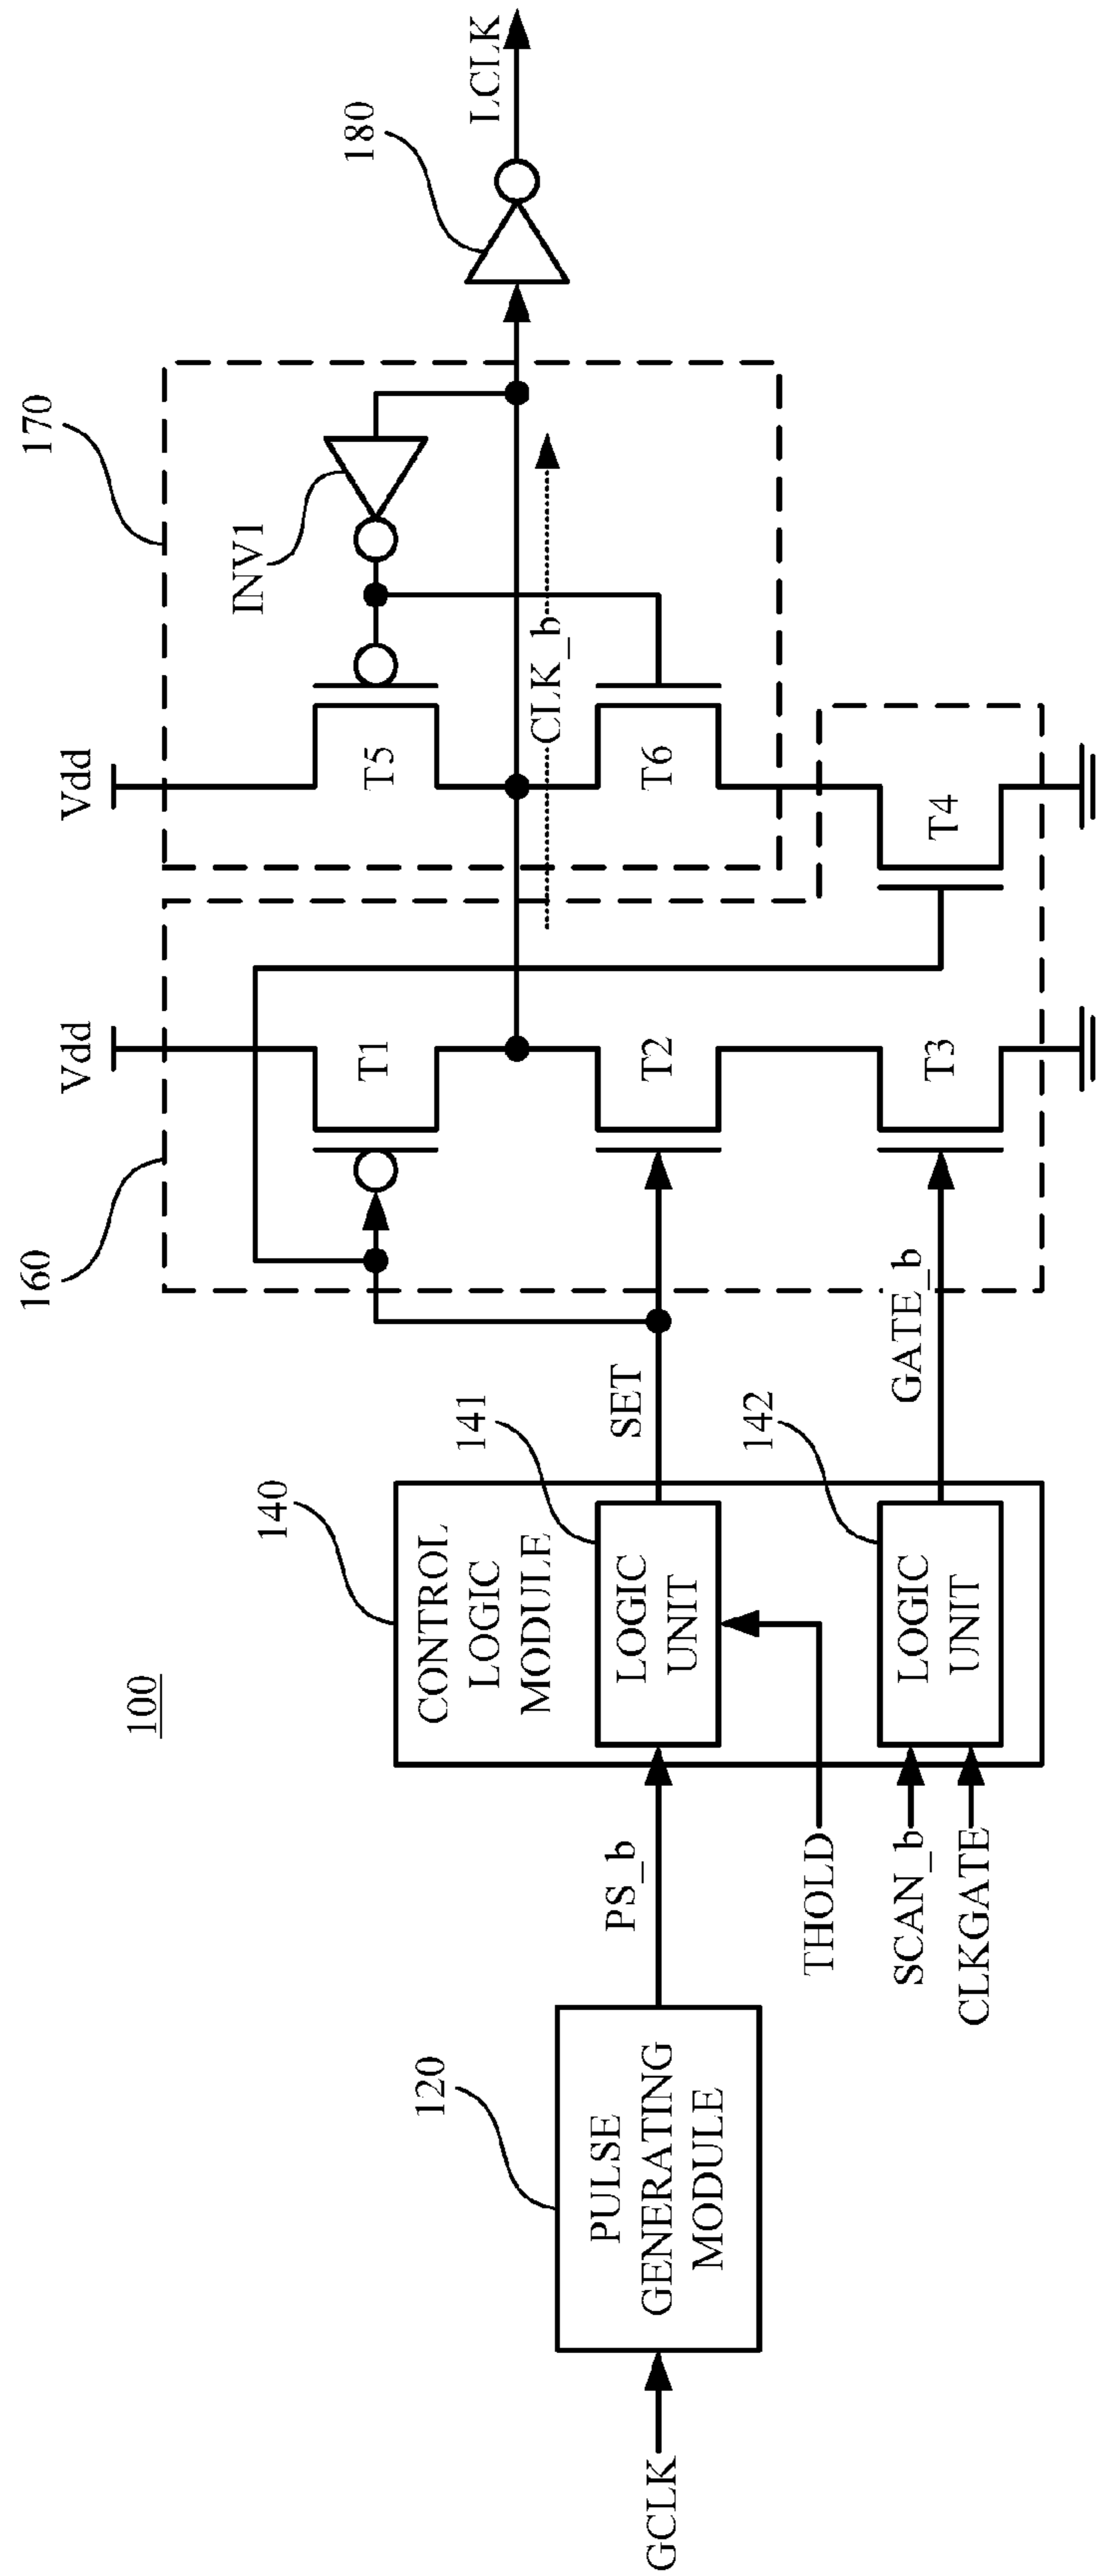 100
GCLK
120
PULSE
GENERATING
MODULE
PS_b
THOLD
SCAN_b
CLKGATE
140
CONTROL
LOGIC
MODULE
141
LOGIC
UNIT
142
LOGIC
UNIT
SET
GATE_b
160
Vdd
T1
T2
T3
170
Vdd
T5
T6
T4
INV1
CLK_b
180
LCLK